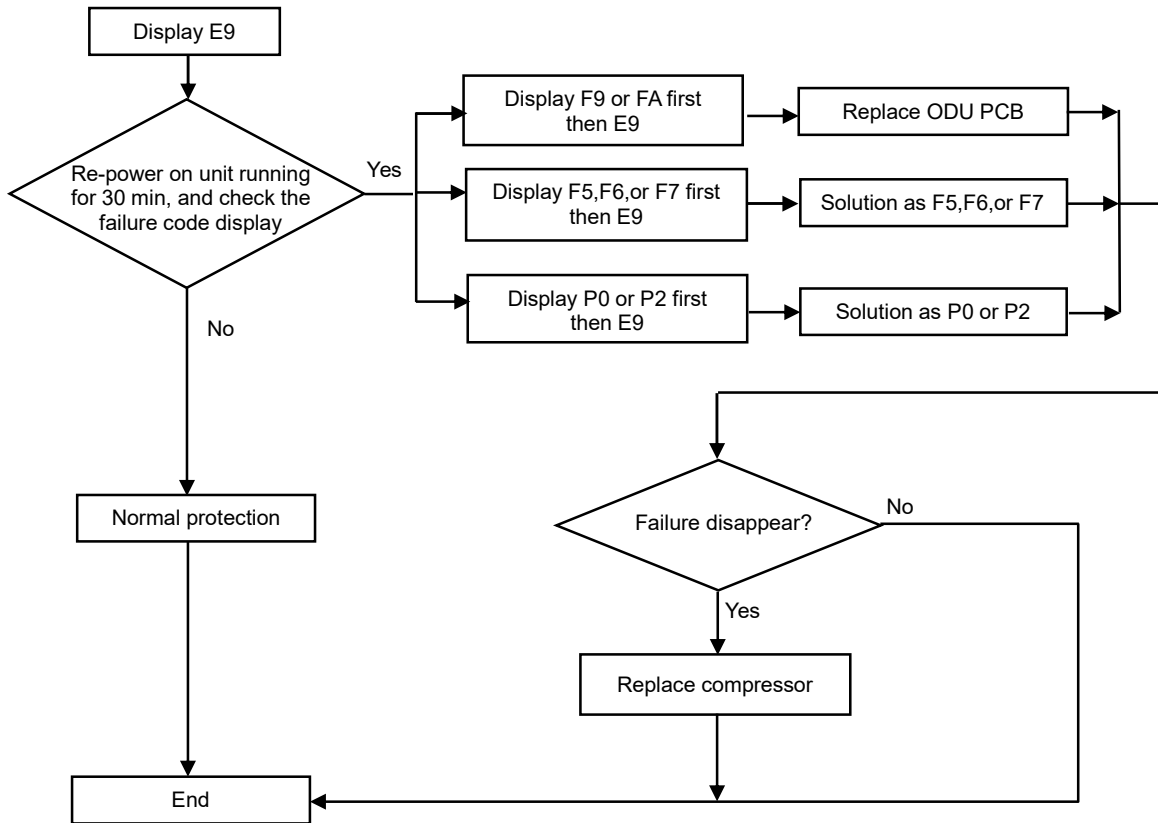 Display E9
Re-power on unit running
for 30 min, and check the
failure code display
Yes
Display F9 or FA first
then E9
Replace ODU PCB
Display F5,F6,or F7 first
then E9
Solution as F5,F6,or F7
Display P0 or P2 first
then E9
Solution as P0 or P2
No
Normal protection
Failure disappear?
No
Yes
Replace compressor
End